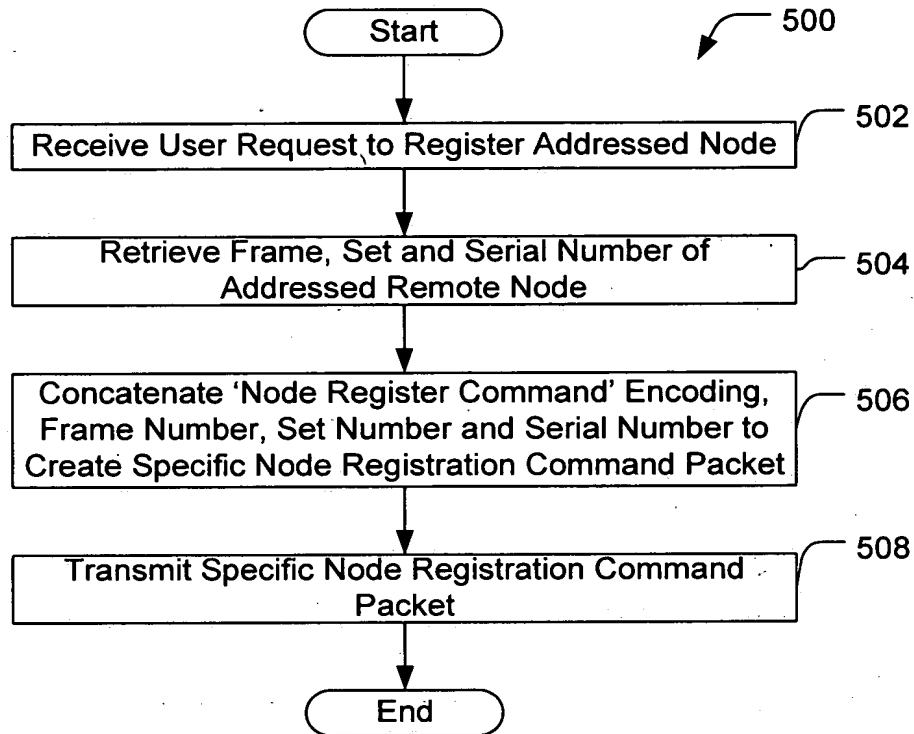 Start
500
Receive User Request to Register Addressed Node
502
Retrieve Frame, Set and Serial Number of
Addressed Remote Node
504
Concatenate ‘Node Register Command’ Encoding,
Frame Number, Set Number and Serial Number to
Create Specific Node Registration Command Packet
506
Transmit Specific Node Registration Command
Packet
508
End